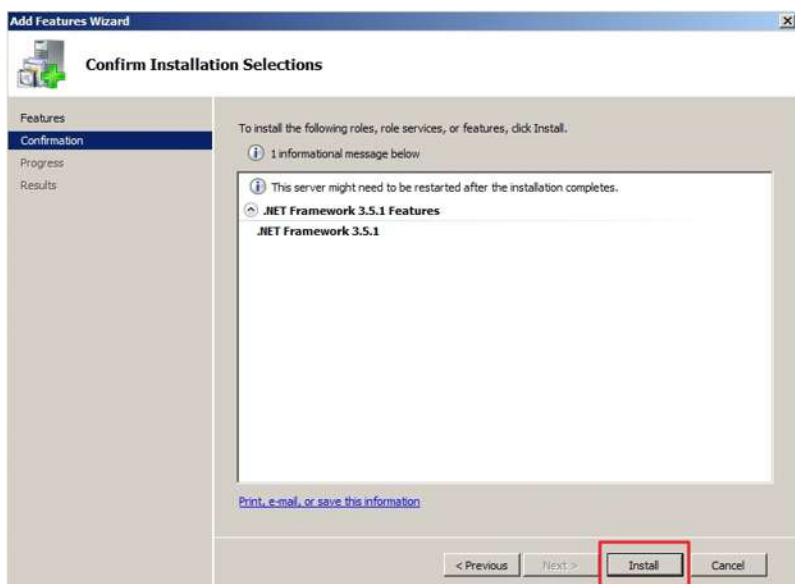 Add Features Wizard
Confirm Installation Selections
Features
Confirmation
Progress
Results
To install the following roles, role services, or features, click Install.
1 informational message below
This server might need to be restarted after the installation completes.
.NET Framework 3.5.1 Features
.NET Framework 3.5.1
Print, e-mail, or save this information
< Previous
Next >
Install
Cancel